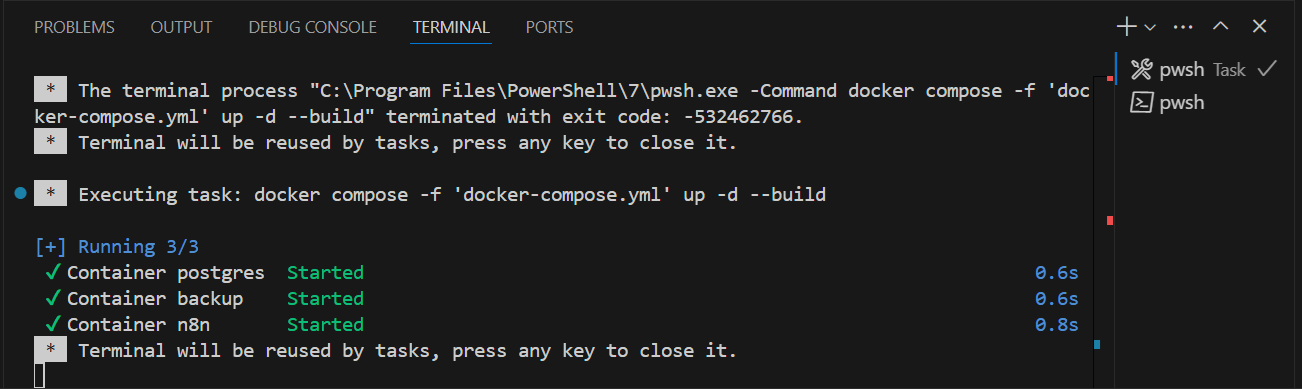 PROBLEMS OUTPUT DEBUG CONSOLE TERMINAL PORTS
* The terminal process "C:\Program Files\PowerShell\7\pwsh.exe -Command docker compose -f 'doc
ker-compose.yml' up -d --build" terminated with exit code: -532462766.
* Terminal will be reused by tasks, press any key to close it.
* Executing task: docker compose -f 'docker-compose.yml' up -d --build
[+] Running 3/3
✓ Container postgres Started 0.6s
✓ Container backup Started 0.6s
✓ Container n8n Started 0.8s
* Terminal will be reused by tasks, press any key to close it.
pwsh Task ✓
pwsh